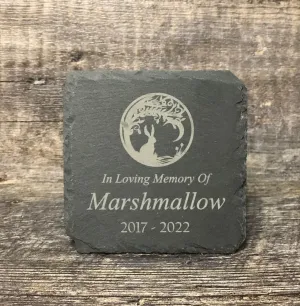 In Loving Memory Of
Marshmallow
2017 - 2022